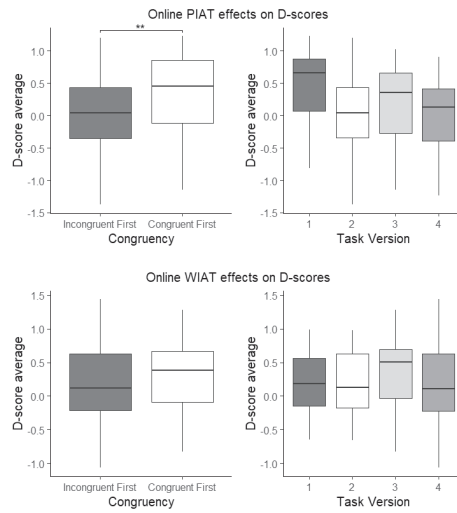 Online PIAT effects on D-scores
**
1.0
0.5
0.0
-0.5
-1.0
-1.5
D-score average
Incongruent First Congruent First
Congruency
1.0
0.5
0.0
-0.5
-1.0
-1.5
D-score average
1 2 3 4
Task Version
Online WIAT effects on D-scores
1.5
1.0
0.5
0.0
-0.5
-1.0
D-score average
Incongruent First Congruent First
Congruency
1.5
1.0
0.5
0.0
-0.5
-1.0
D-score average
1 2 3 4
Task Version